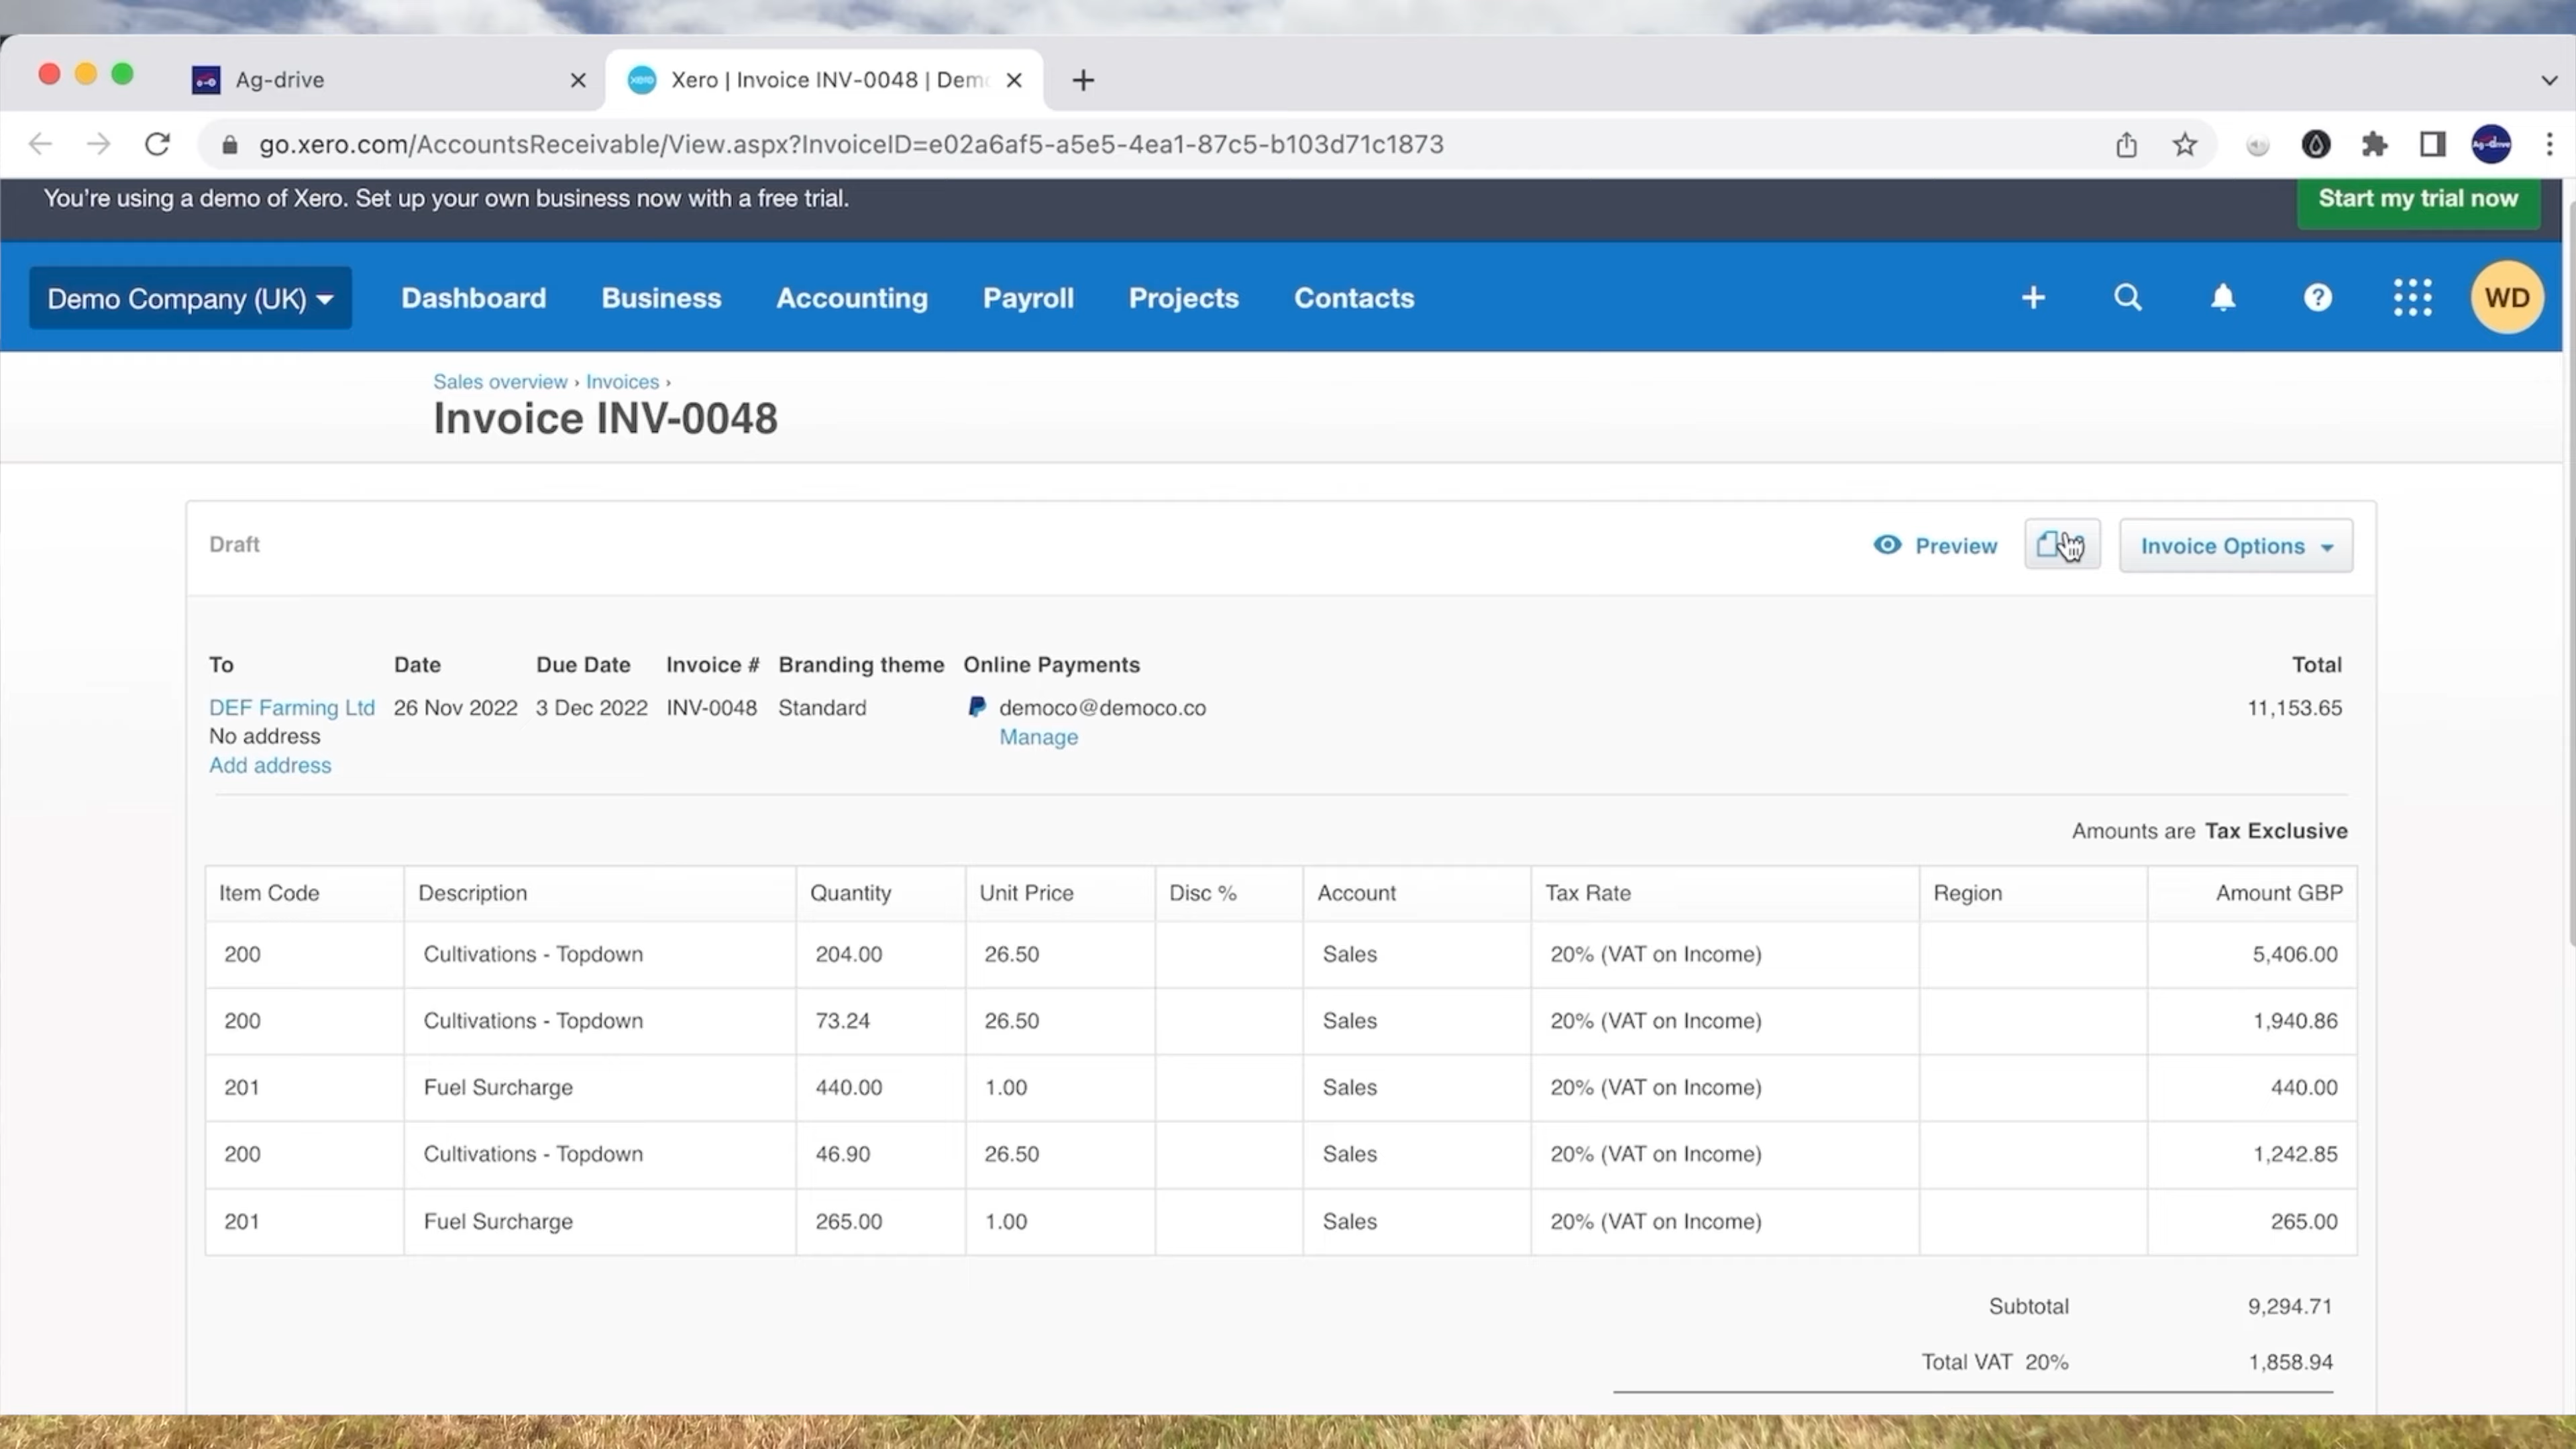 Ag-drive
Xero | Invoice INV-0048 | Demo
go.xero.com/AccountsReceivable/View.aspx?InvoiceID=e02a6af5-a5e5-4ea1-87c5-b103d71c1873
You're using a demo of Xero. Set up your own business now with a free trial.
Start my trial now
Demo Company (UK) Dashboard Business Accounting Payroll Projects Contacts WD
Sales overview › Invoices ›
Invoice INV-0048
Draft Preview Invoice Options
To Date Due Date Invoice # Branding theme Online Payments Total
DEF Farming Ltd 26 Nov 2022 3 Dec 2022 INV-0048 Standard democo@democo.co 11,153.65
No address Manage
Add address
Amounts are Tax Exclusive
Item Code Description Quantity Unit Price Disc % Account Tax Rate Region Amount GBP
200 Cultivations - Topdown 204.00 26.50 Sales 20% (VAT on Income) 5,406.00
200 Cultivations - Topdown 73.24 26.50 Sales 20% (VAT on Income) 1,940.86
201 Fuel Surcharge 440.00 1.00 Sales 20% (VAT on Income) 440.00
200 Cultivations - Topdown 46.90 26.50 Sales 20% (VAT on Income) 1,242.85
201 Fuel Surcharge 265.00 1.00 Sales 20% (VAT on Income) 265.00
Subtotal 9,294.71
Total VAT 20% 1,858.94